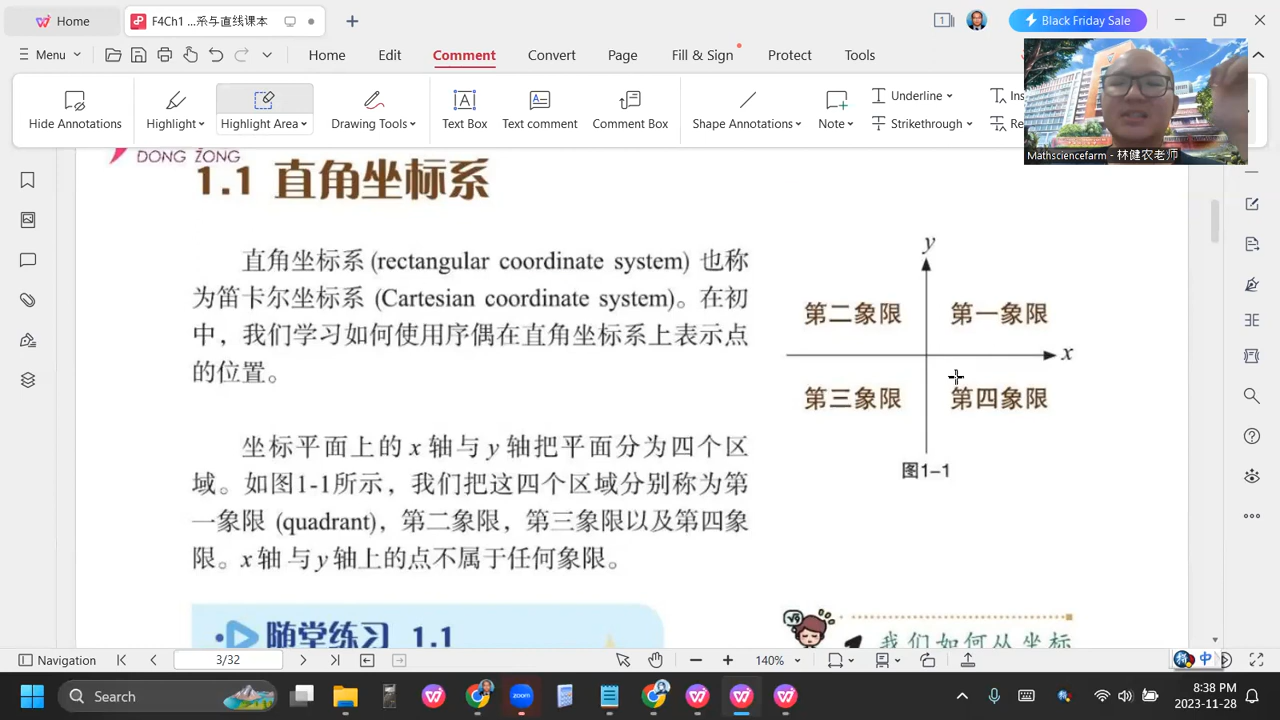 Home
F4Ch1 ...系与直线课本
1
Black Friday Sale
Menu
Home
Edit
Comment
Convert
Page
Fill & Sign
Protect
Tools
Hide Annotations
Highlight
Highlight Area
Drawing Tools
Text Box
Text comment
Comment Box
Shape Annotations
Note
Underline
Strikethrough
Mathsciencefarm - 林健农老师
DONG ZONG
1.1 直角坐标系
直角坐标系 (rectangular coordinate system) 也称
为笛卡尔坐标系 (Cartesian coordinate system)。在初
中，我们学习如何使用序偶在直角坐标系上表示点
的位置。
坐标平面上的 x 轴与 y 轴把平面分为四个区
域。如图1-1所示，我们把这四个区域分别称为第
一象限 (quadrant)，第二象限，第三象限以及第四象
限。x 轴与 y 轴上的点不属于任何象限。
y
第二象限
第一象限
x
第三象限
第四象限
图1-1
随堂练习 1.1
我们如何从坐标
Navigation
3/32
140%
中
Search
zoom
8:38 PM
2023-11-28